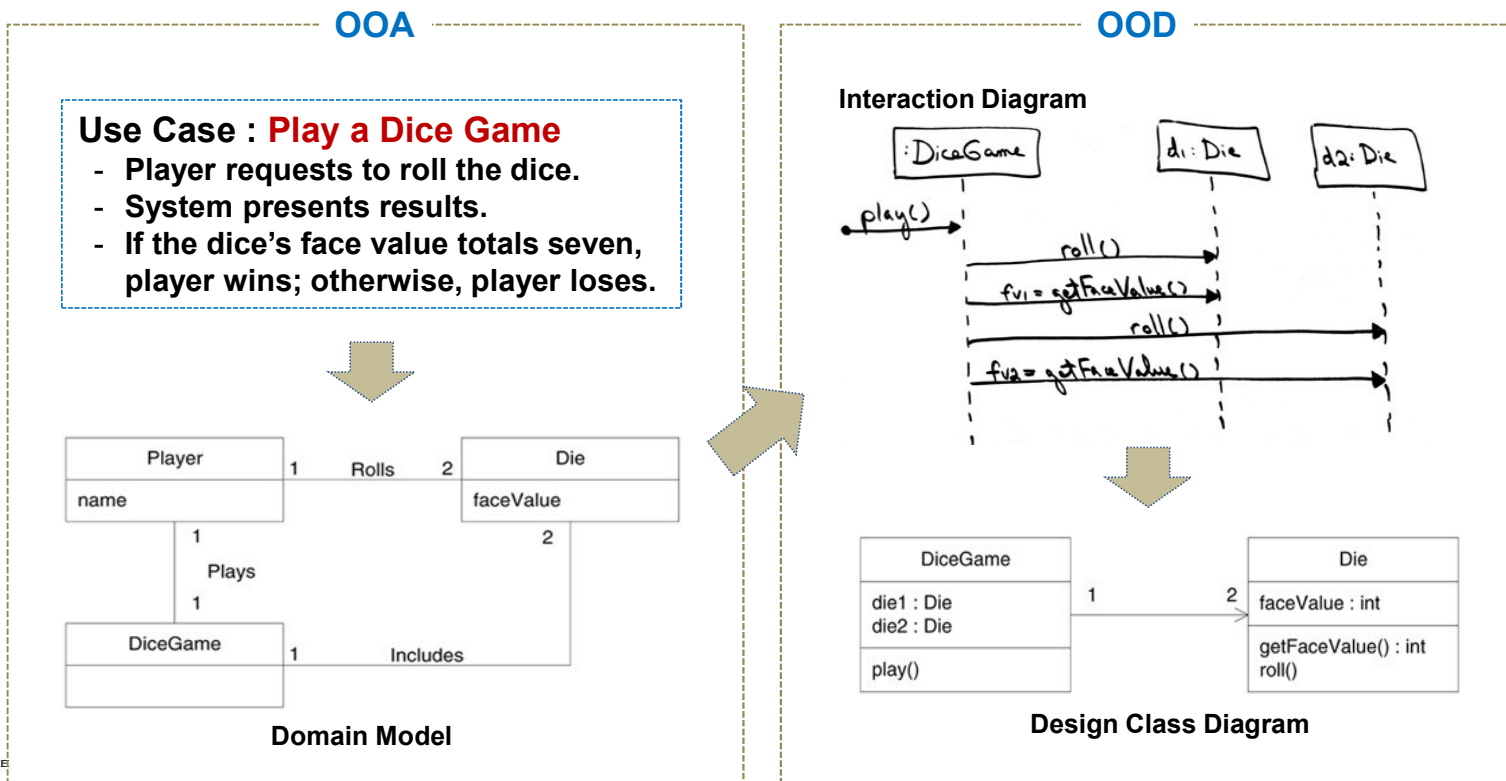 OOA
Use Case : Play a Dice Game
- Player requests to roll the dice.
- System presents results.
- If the dice’s face value totals seven,
player wins; otherwise, player loses.
Player
name
1
Rolls
2
Die
faceValue
1
Plays
1
2
DiceGame
1
Includes
Domain Model
E
OOD
Interaction Diagram
:DiceGame
d1: Die
d2: Die
play()
roll()
fv1 = getFaceValue()
roll()
fv2 = getFaceValue()
DiceGame
die1 : Die
die2 : Die
play()
1
2
Die
faceValue : int
getFaceValue() : int
roll()
Design Class Diagram